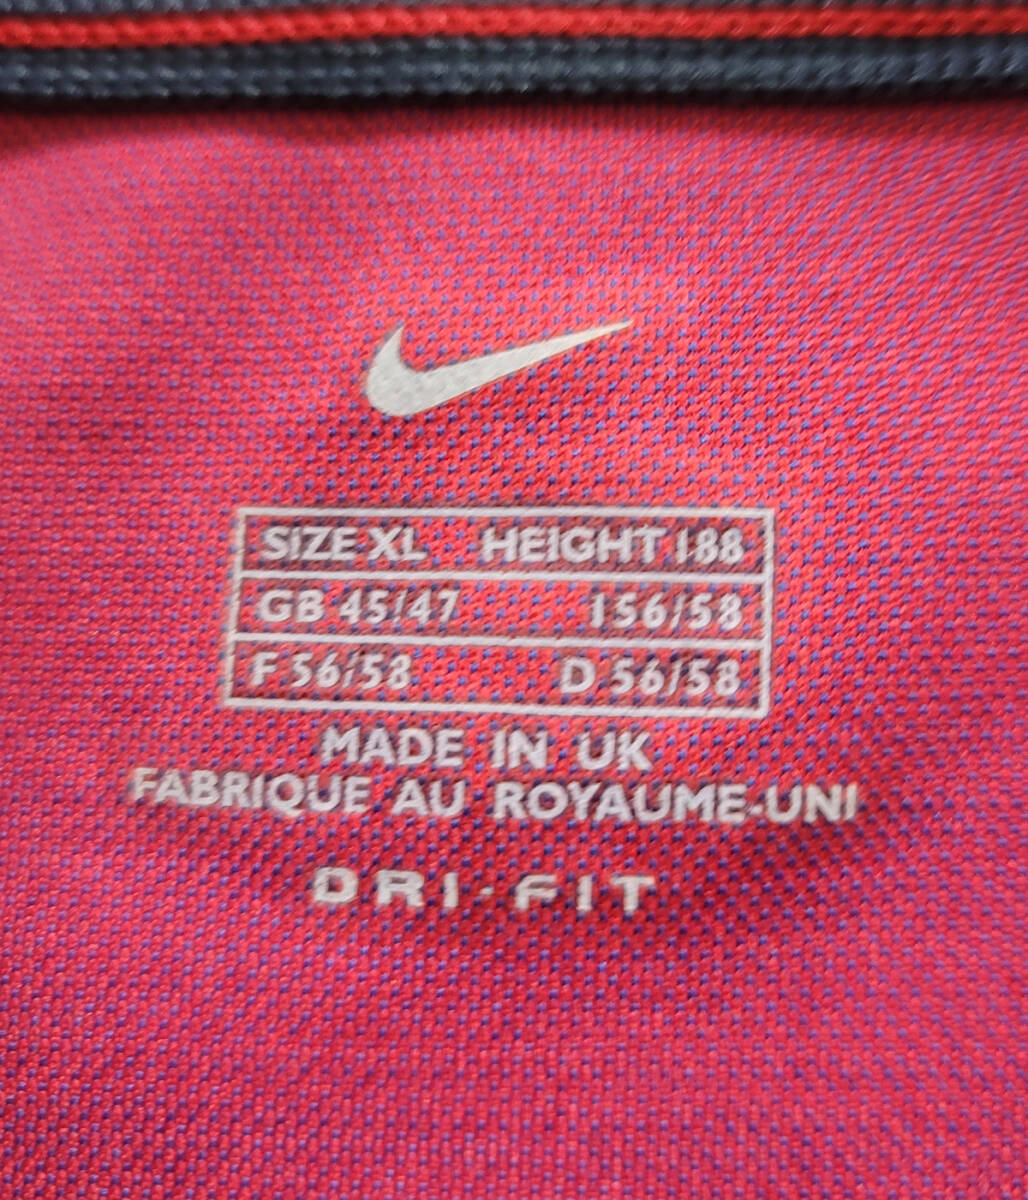 SIZE XL HEIGHT 188
GB 45/47 I 56/58
F 56/58 D 56/58
MADE IN UK
FABRIQUE AU ROYAUME-UNI
DRI-FIT